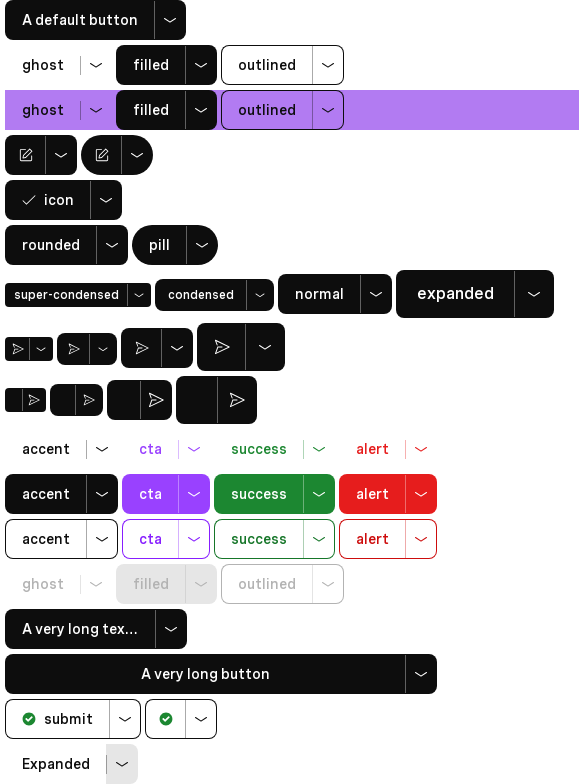 A default button
ghost filled outlined
ghost filled outlined
icon
rounded pill
super-condensed condensed normal expanded
accent cta success alert
accent cta success alert
accent cta success alert
ghost filled outlined
A very long tex...
A very long button
submit
Expanded